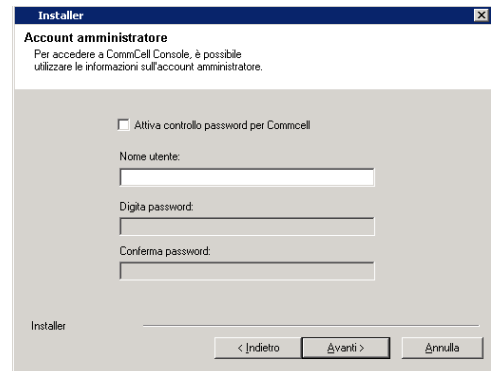 Installer
Account amministratore
Per accedere a CommCell Console, è possibile
utilizzare le informazioni sull'account amministratore.
Attiva controllo password per Commcell
Nome utente:
Digita password:
Conferma password:
Installer
< Indietro
Avanti >
Annulla